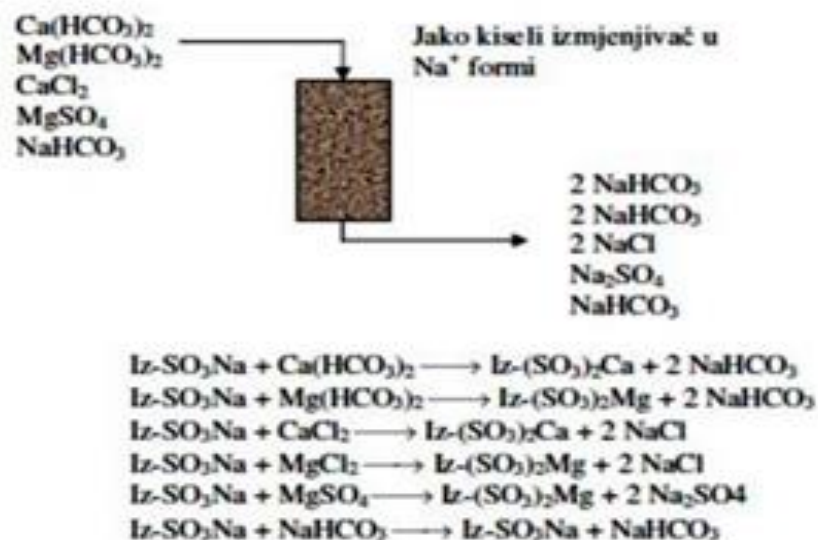 Ca(HCO₃)₂
Mg(HCO₃)₂
CaCl₂
MgSO₄
NaHCO₃
Jako kiseli izmjenjivač u
Na⁺ formi
2 NaHCO₃
2 NaHCO₃
2 NaCl
Na₂SO₄
NaHCO₃
Iz-SO₃Na + Ca(HCO₃)₂ → Iz-(SO₃)₂Ca + 2 NaHCO₃
Iz-SO₃Na + Mg(HCO₃)₂ → Iz-(SO₃)₂Mg + 2 NaHCO₃
Iz-SO₃Na + CaCl₂ → Iz-(SO₃)₂Ca + 2 NaCl
Iz-SO₃Na + MgCl₂ → Iz-(SO₃)₂Mg + 2 NaCl
Iz-SO₃Na + MgSO₄ → Iz-(SO₃)₂Mg + 2 Na₂SO4
Iz-SO₃Na + NaHCO₃ → Iz-SO₃Na + NaHCO₃